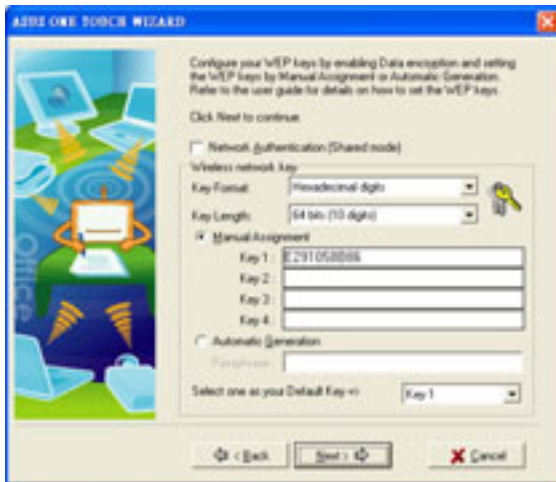 ASUS ONE TOUCH WIZARD
Configure your WEP keys by enabling Data encryption and setting
the WEP keys by Manual Assignment or Automatic Generation.
Refer to the user guide for details on how to set the WEP keys.
Click Next to continue.
Network Authentication (Shared mode)
Wireless network key
Key Format: Hexadecimal digits
Key Length: 64 bits (10 digits)
Manual Assignment
Key 1 : E291058D86
Key 2 :
Key 3 :
Key 4 :
Automatic Generation
Passphrase :
Select one as your Default Key => Key 1
< Back Next > Cancel
Office